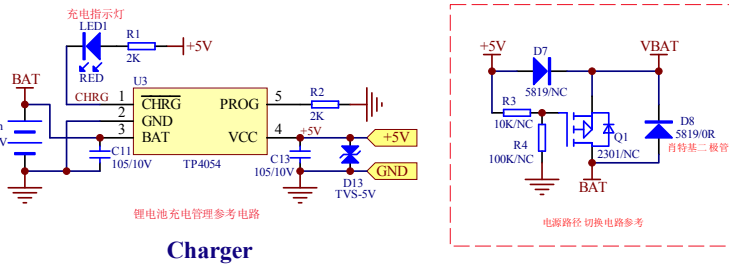 充电指示灯
LED1
R1
+5V
2K
RED
BAT
CHRG
U3
1
CHRG
PROG
5
R2
2K
2
GND
3
BAT
VCC
4
+5V
+5V
C11
105/10V
TP4054
C13
105/10V
GND
D13
TVS-5V
锂电池充电管理参考电路
Charger
+5V
D7
VBAT
5819/NC
R3
10K/NC
D8
5819/0R
R4
Q1
100K/NC
2301/NC
肖特基二极管
BAT
电源路径切换电路参考